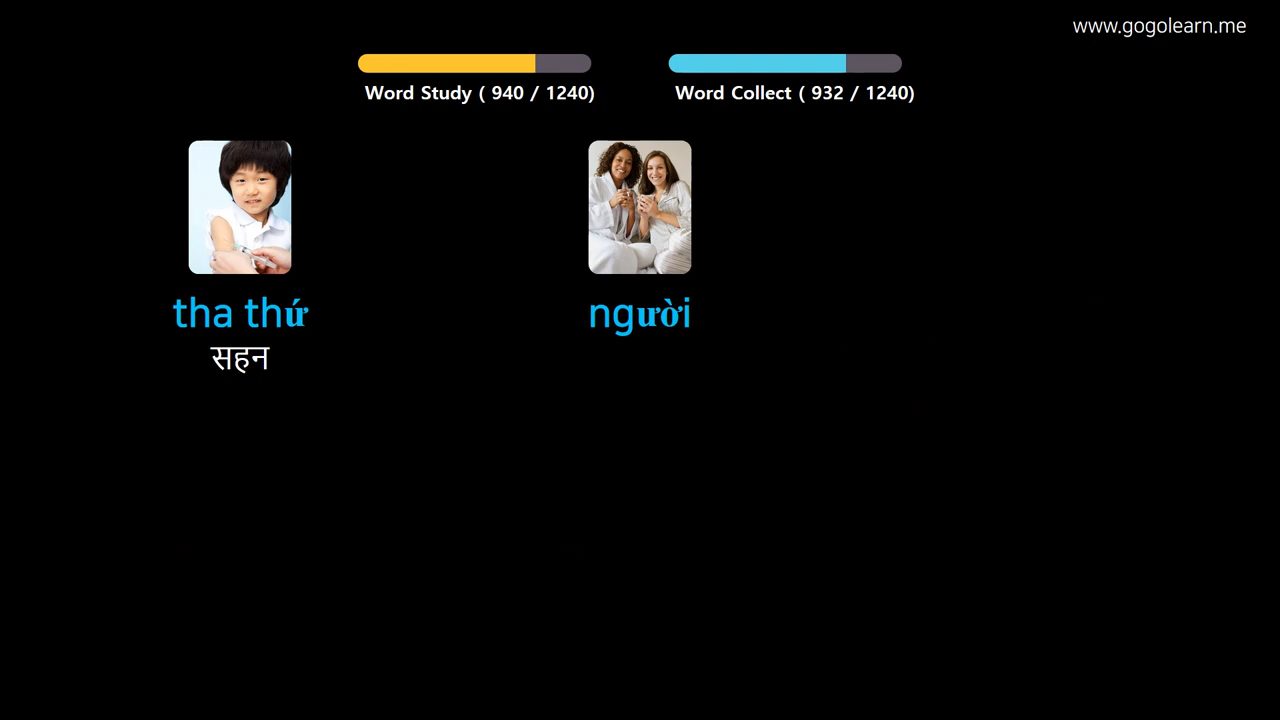 www.gogolearn.me
Word Study ( 940 / 1240)
Word Collect ( 932 / 1240)
tha thứ
người
सहन